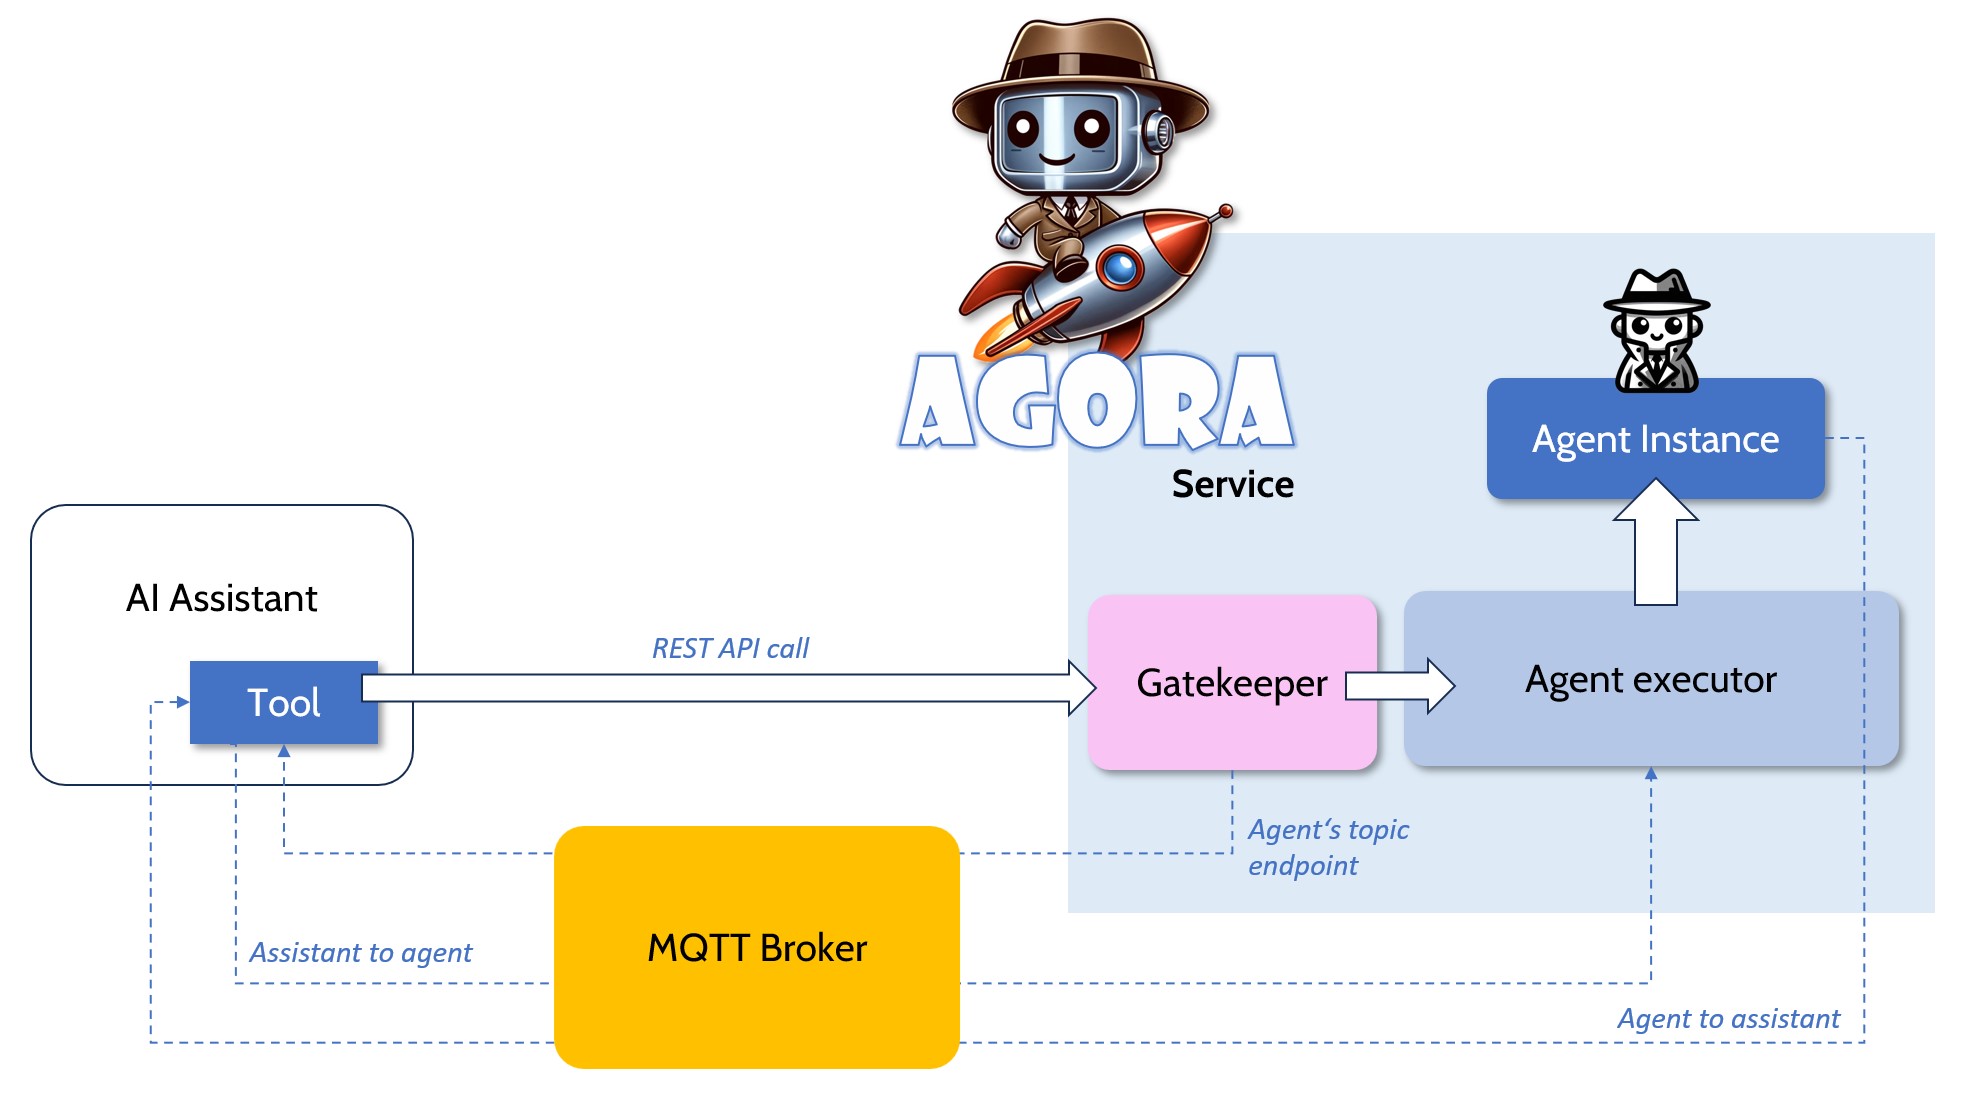 AGORA
Service
Agent Instance
AI Assistant
Tool
REST API call
Gatekeeper
Agent executor
Agent‘s topic
endpoint
MQTT Broker
Assistant to agent
Agent to assistant